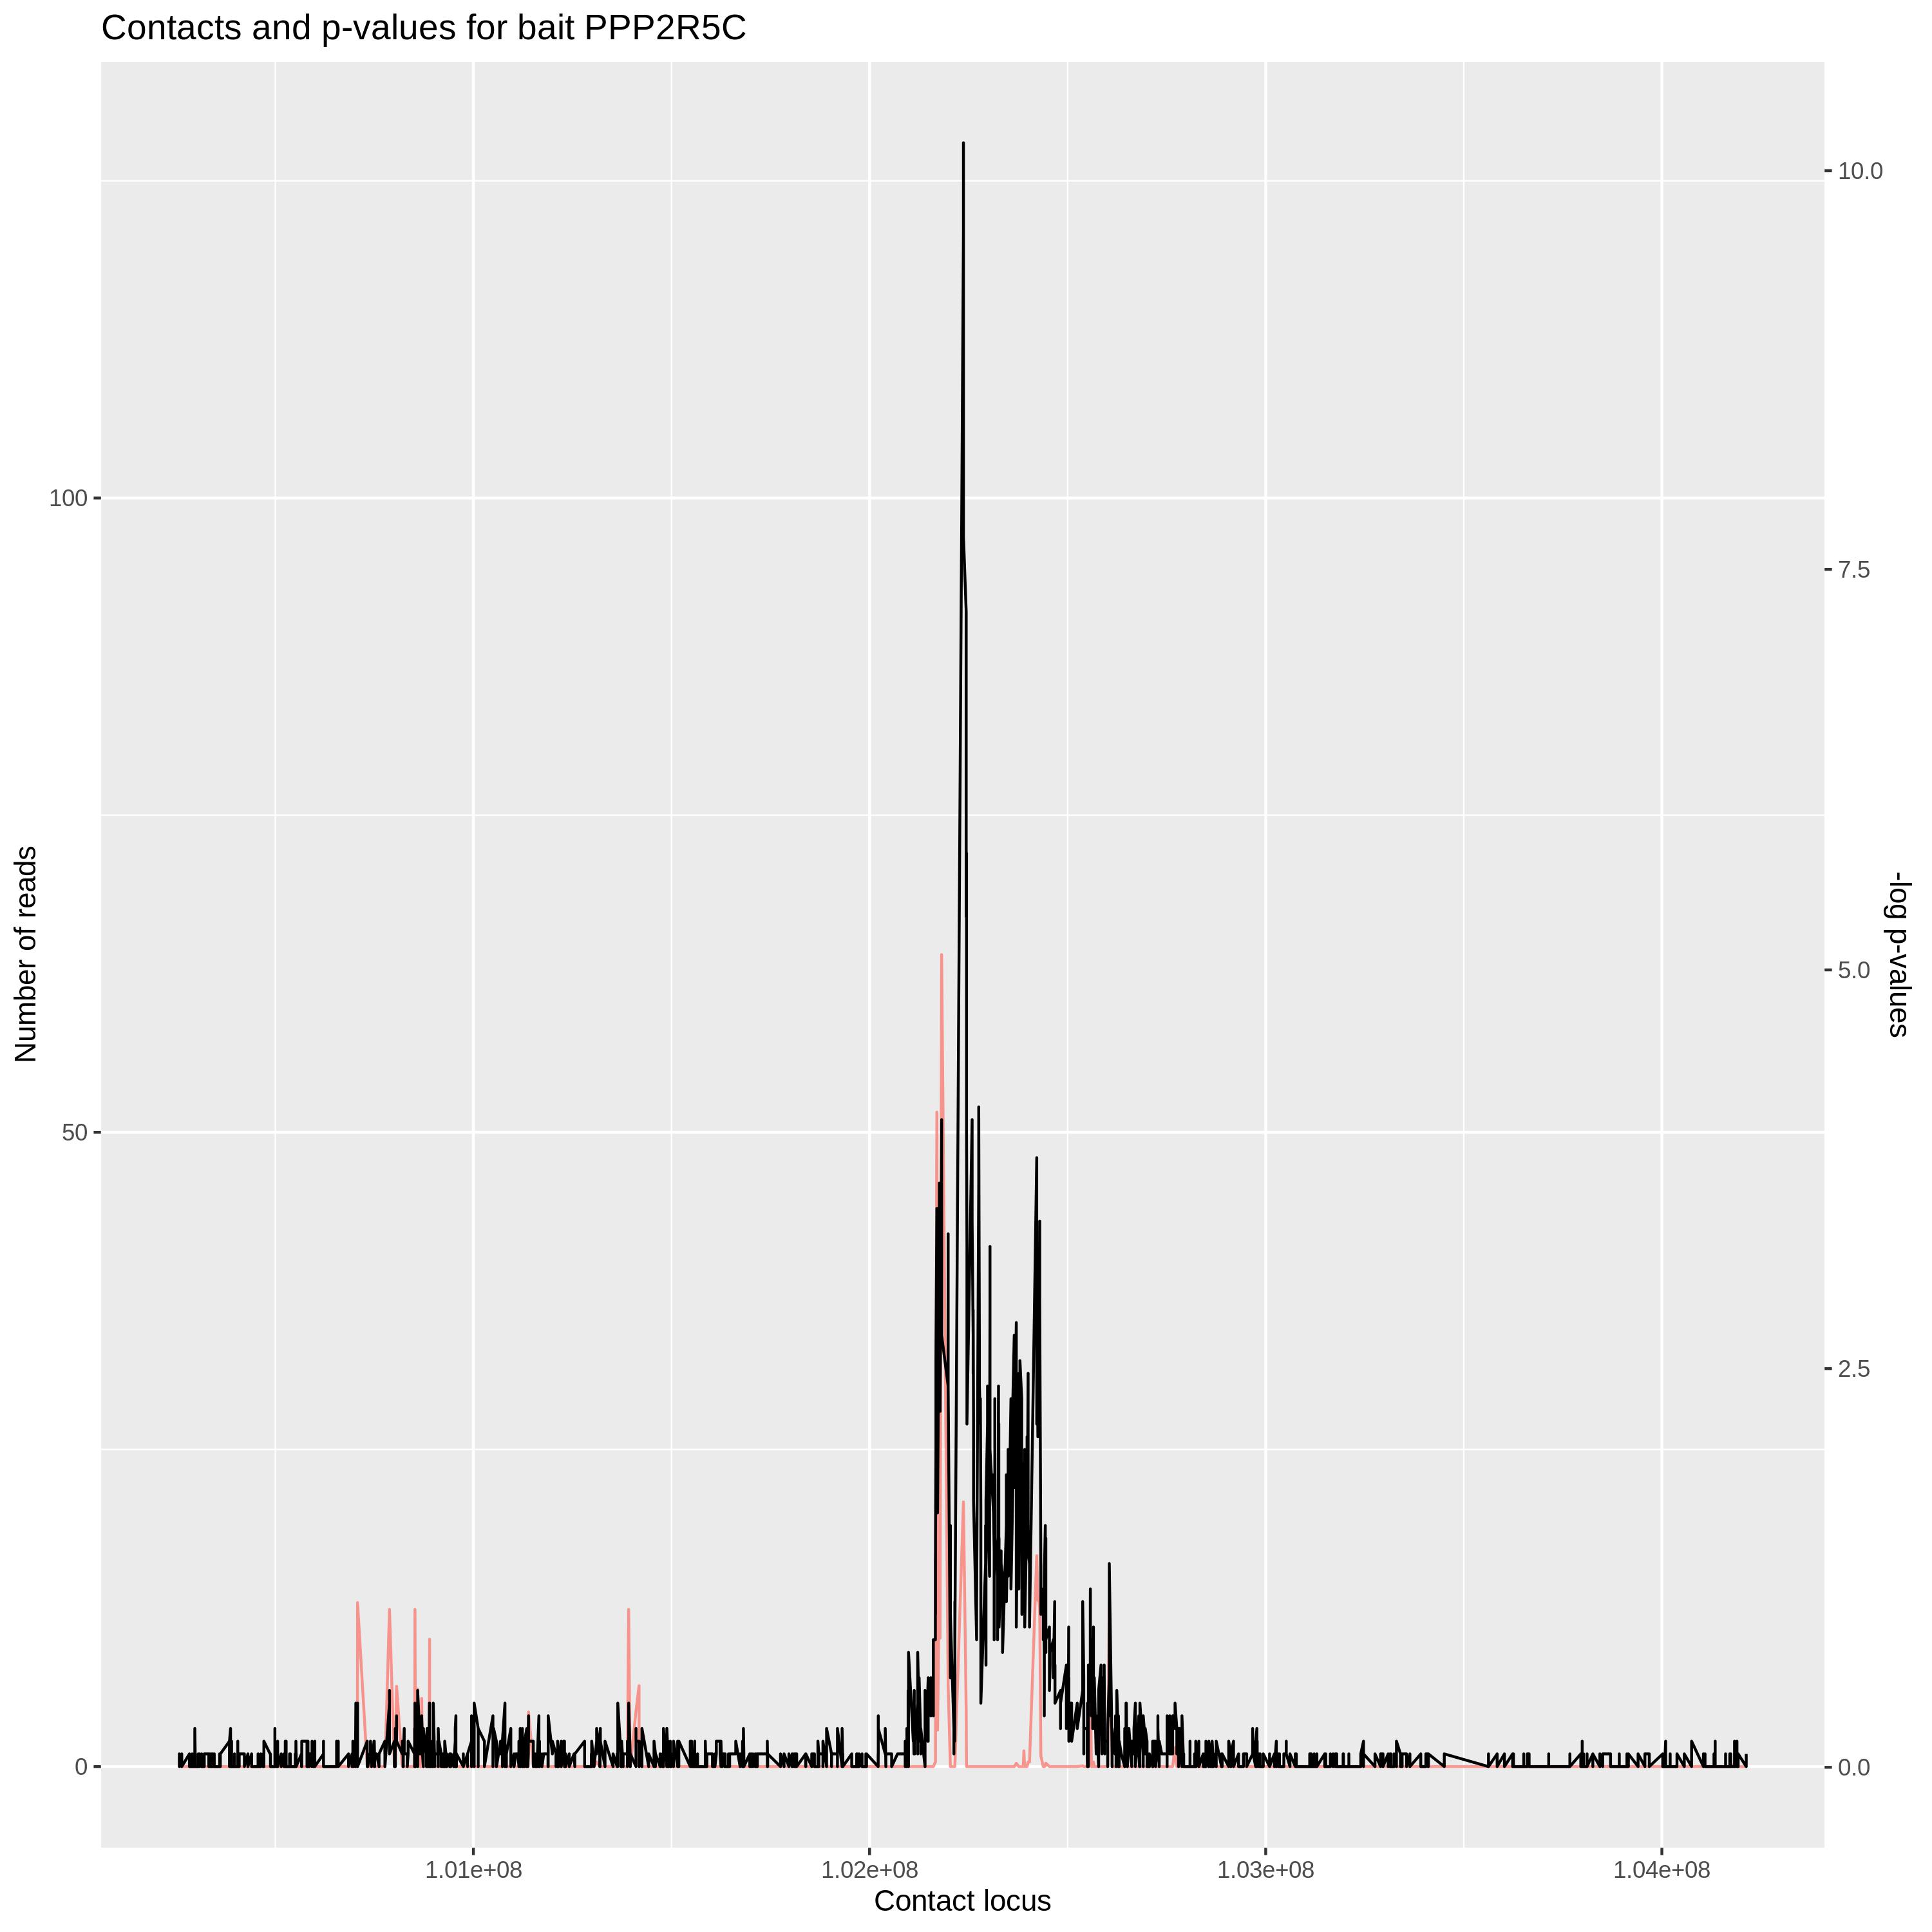 Contacts and p-values for bait PPP2R5C
100
50
0
Number of reads
10.0
7.5
5.0
2.5
0.0
-log p-values
1.01e+08
1.02e+08
1.03e+08
1.04e+08
Contact locus